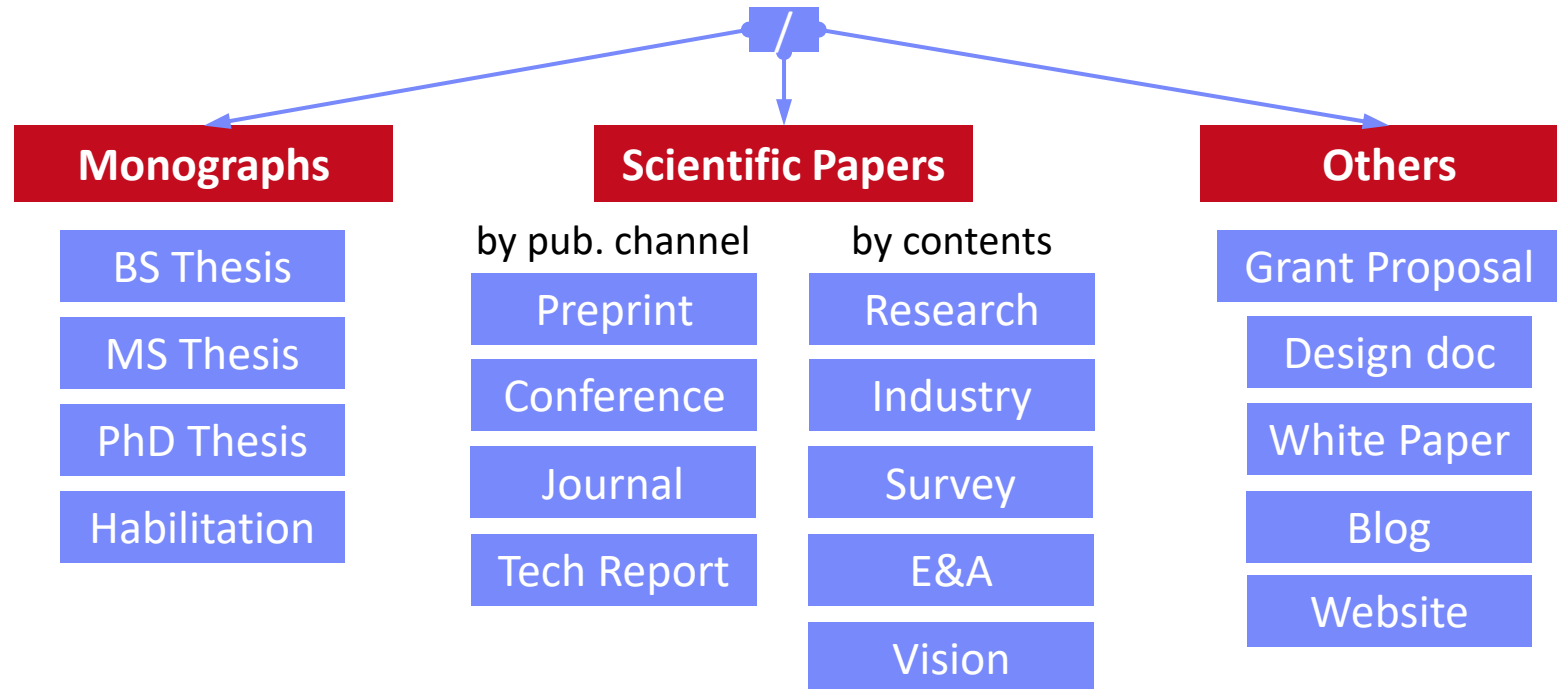 /
Monographs
BS Thesis
MS Thesis
PhD Thesis
Habilitation
Scientific Papers
by pub. channel
Preprint
Conference
Journal
Tech Report
by contents
Research
Industry
Survey
E&A
Vision
Others
Grant Proposal
Design doc
White Paper
Blog
Website